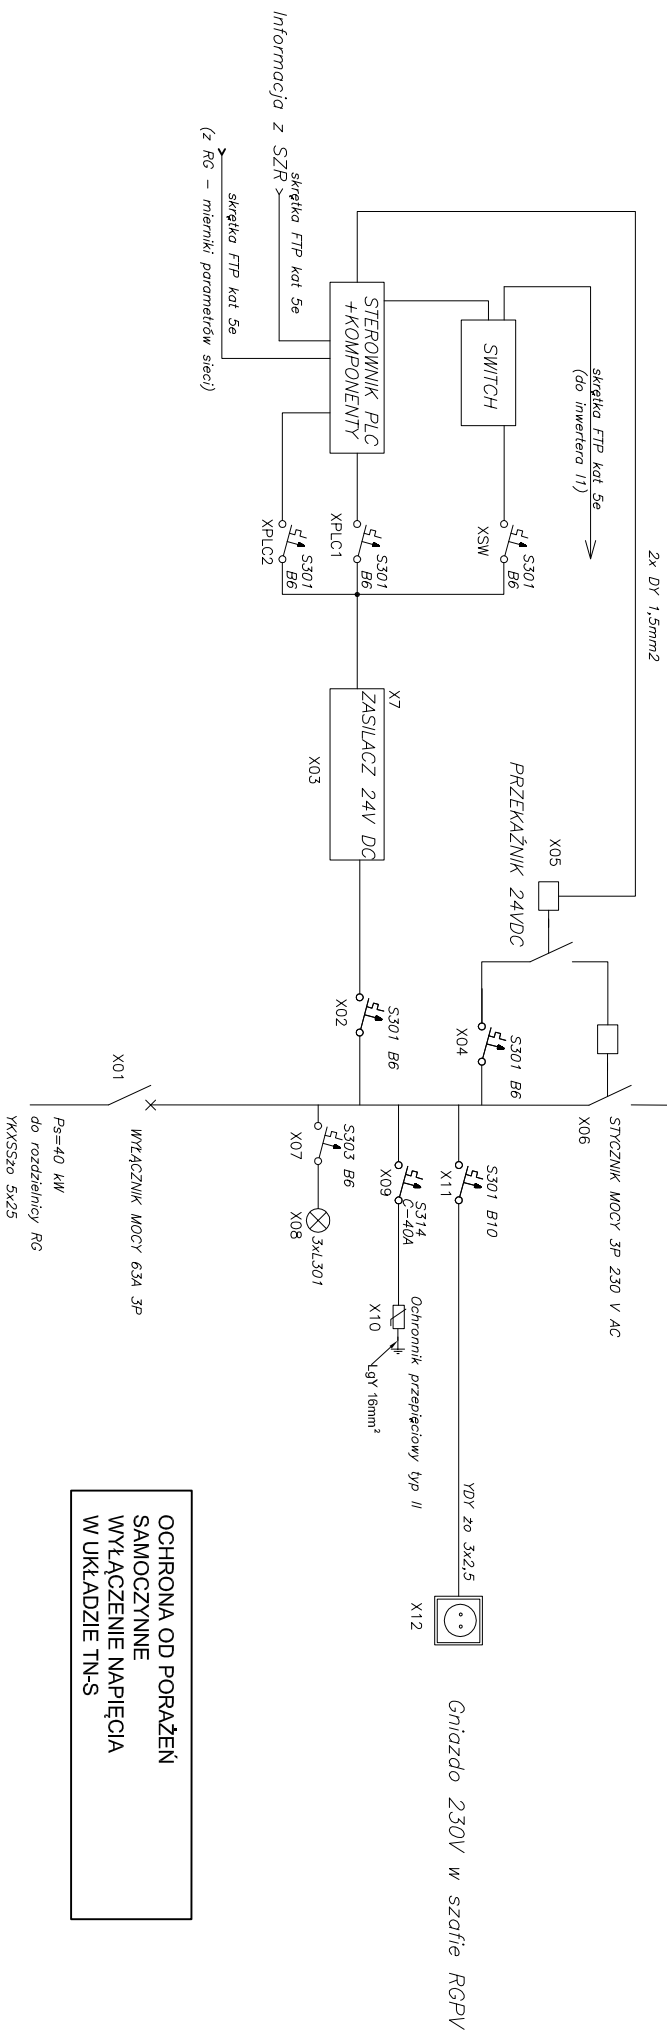 Informacja z SZR
skrętka FTP kat 5e
skrętka FTP kat 5e
(z RG – mierniki parametrów sieci)
STEROWNIK PLC
+KOMPONENTY
SWITCH
skrętka FTP kat 5e
(do inwertera I1)
2x DY 1,5mm2
S301
B6
XSW
S301
B6
XPLC1
S301
B6
XPLC2
X7
ZASILACZ 24V DC
X03
X05
PRZEKAŹNIK 24VDC
S301 B6
X02
S301 B6
X04
X06
STYCZNIK MOCY 3P 230 V AC
X01
WYŁĄCZNIK MOCY 63A 3P
Ps=40 kW
do rozdzielnicy RG
YKXSSżo 5x25
S303 B6
X07
3xL301
X08
S314
C-40A
X09
Ochronnik przepięciowy typ II
X10
LgY 16mm²
S301 B10
X11
YDY żo 3x2,5
X12
Gniazdo 230V w szafie RGPV
OCHRONA OD PORAŻEŃ
SAMOCZYNNE
WYŁĄCZENIE NAPIĘCIA
W UKŁADZIE TN-S